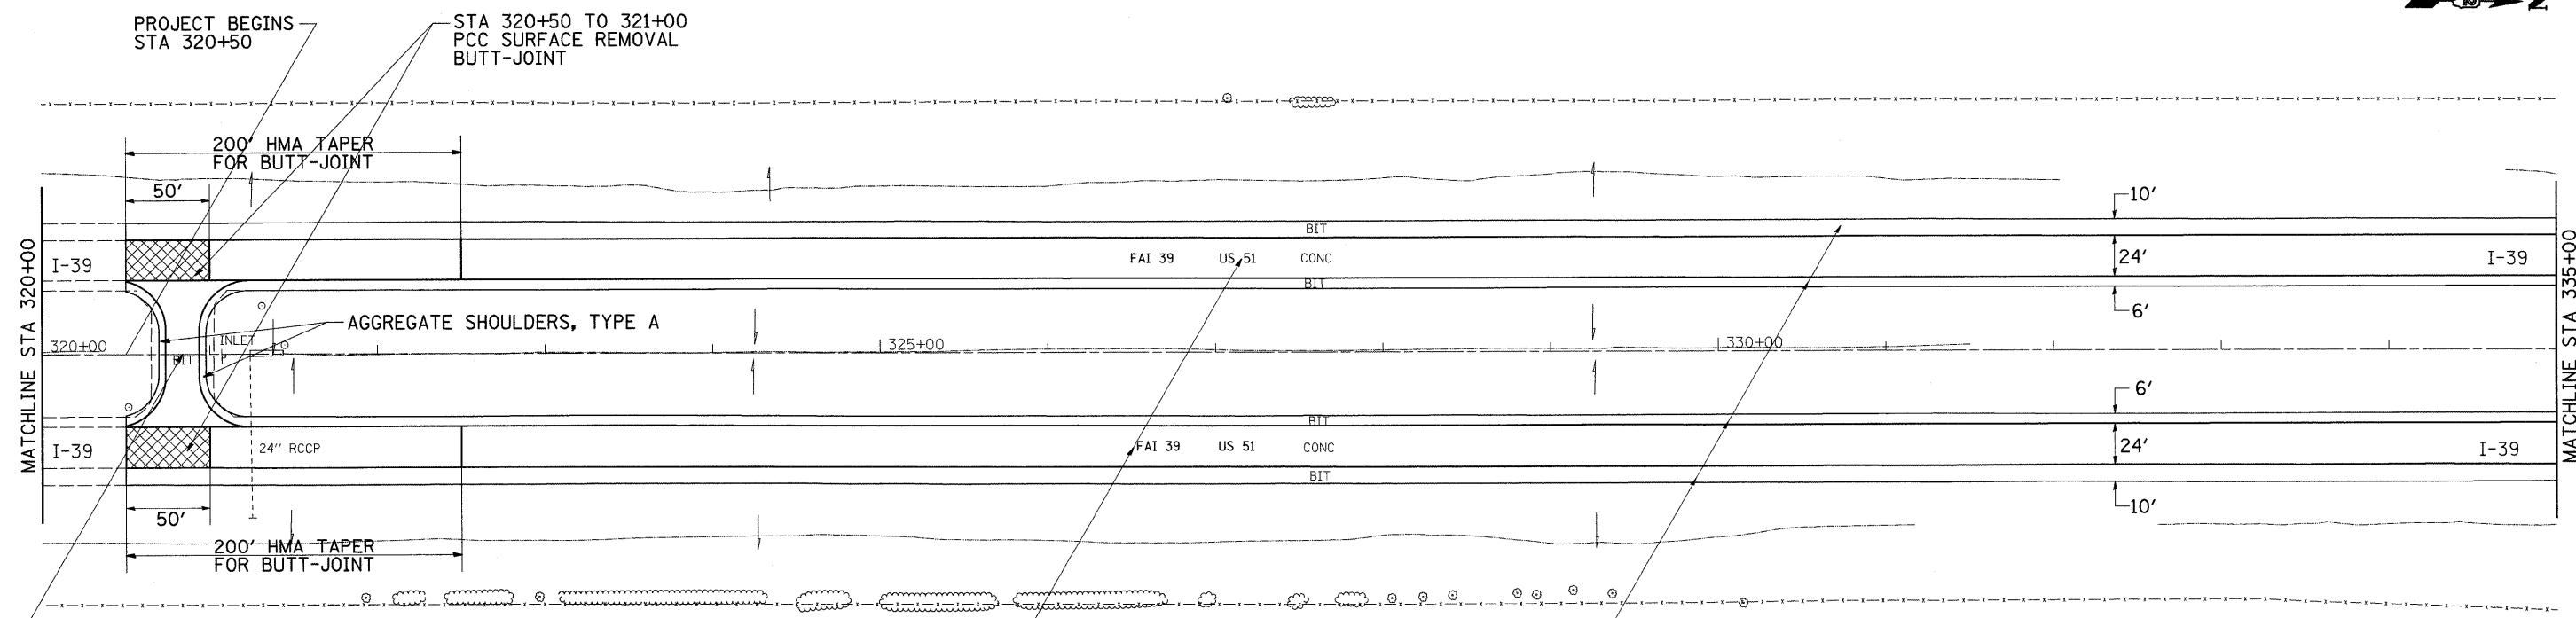 PROJECT BEGINS
STA 320+50
STA 320+50 TO 321+00
PCC SURFACE REMOVAL
BUTT-JOINT
200' HMA TAPER
FOR BUTT-JOINT
50'
10'
BIT
I-39
FAI 39 US 51 CONC
24'
I-39
BIT
6'
MATCHLINE STA 320+00
MATCHLINE STA 335+00
AGGREGATE SHOULDERS, TYPE A
320+00
INLET
BIT
325+00
330+00
6'
BIT
I-39
24" RCCP
FAI 39 US 51 CONC
24'
I-39
BIT
50'
10'
200' HMA TAPER
FOR BUTT-JOINT